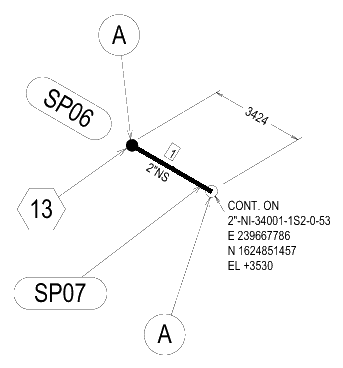 A
SP06
3424
1
2"NS
13
CONT. ON
2"-NI-34001-1S2-0-53
E 239667786
N 1624851457
EL +3530
SP07
A